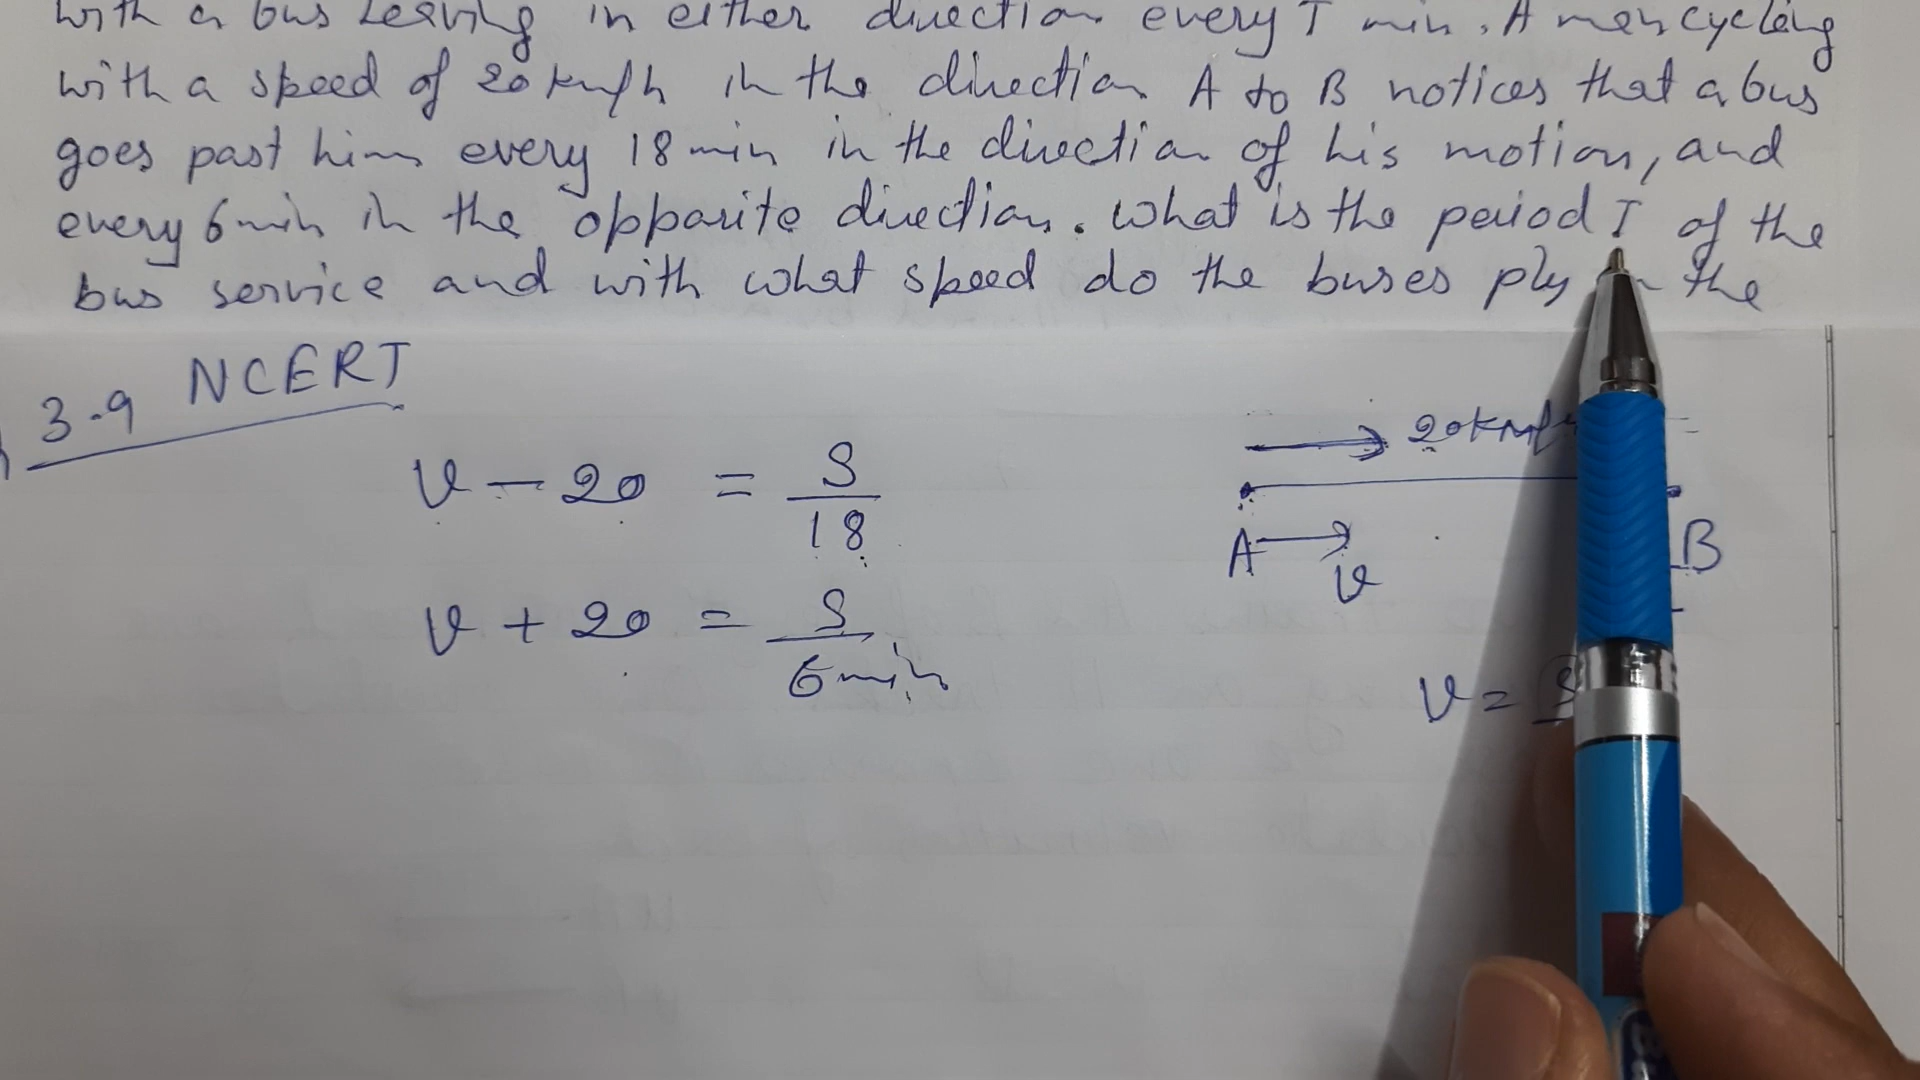 with a bus leaving in either direction every T min. A man cycling
with a speed of 20 km/h in the direction A to B notices that a bus
goes past him every 18 min in the direction of his motion, and
every 6 min in the opposite direction. What is the period T of the
bus service and with what speed do the buses ply the
3.9 NCERT
v - 20 = S/18
20 km/h
A v B
v + 20 = S/6 min
v = S